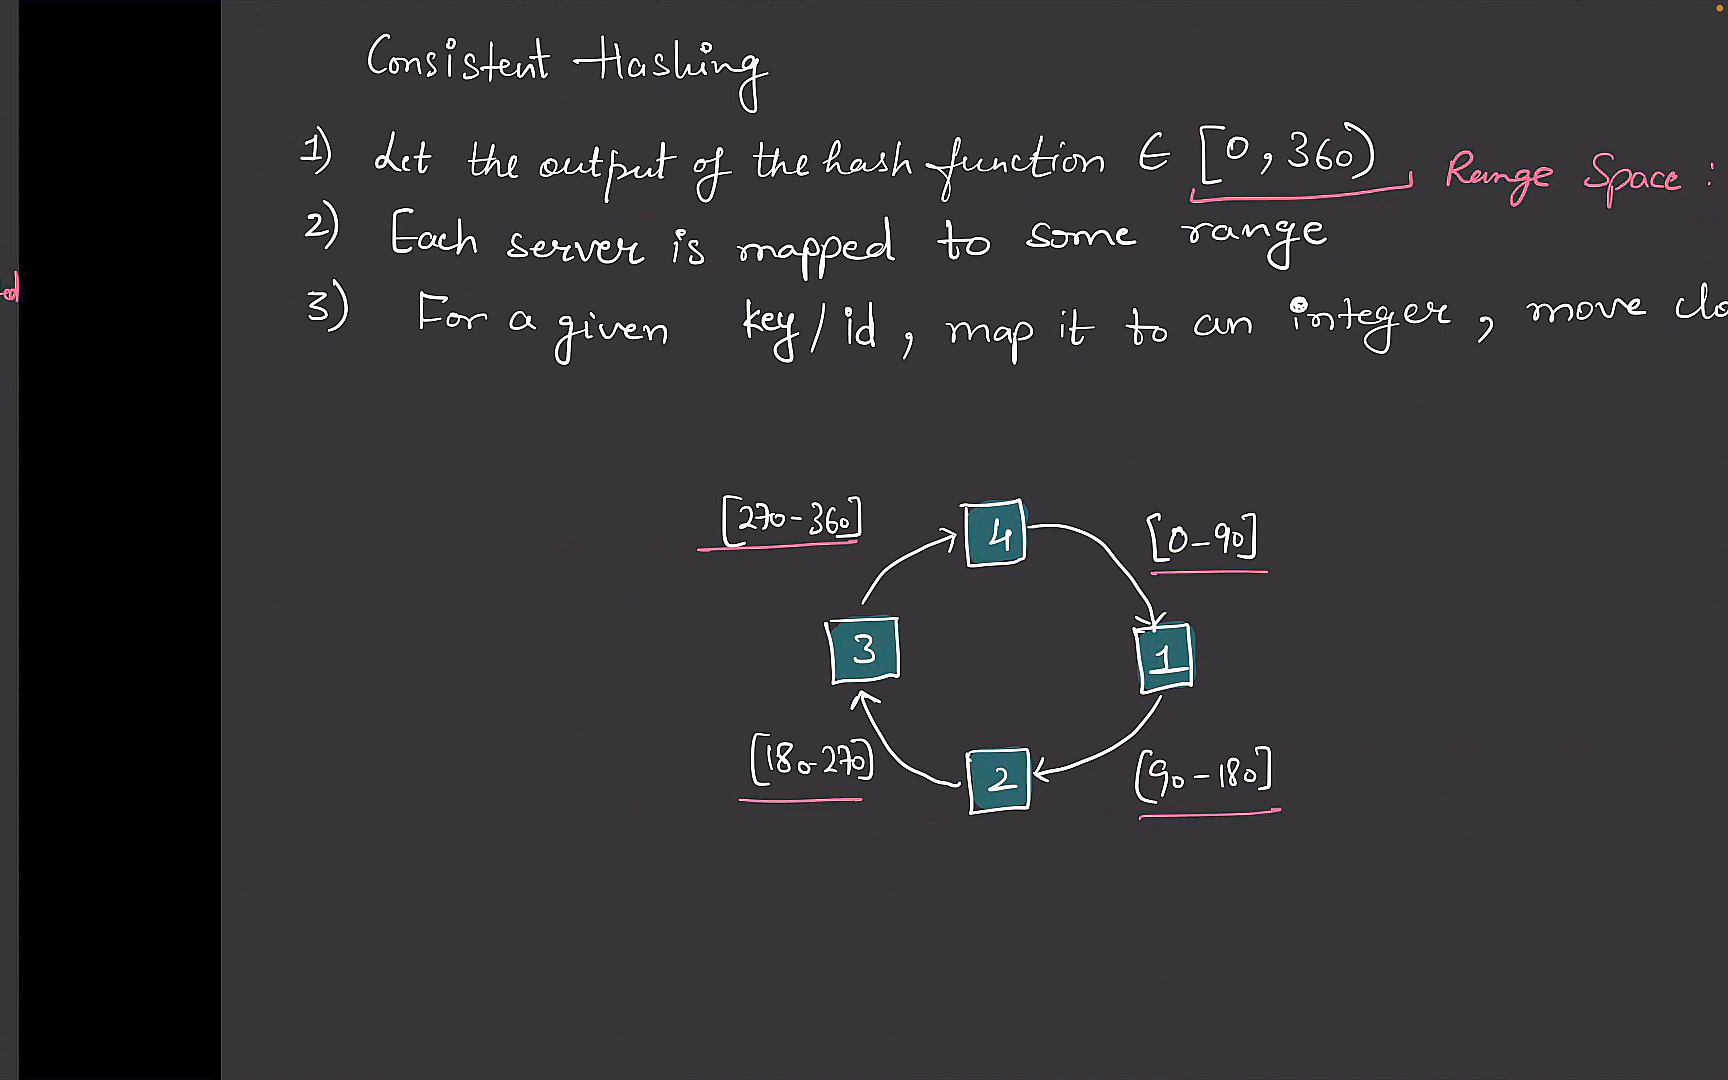 Consistent Hashing
1) Let the output of the hash function ∈ [0, 360) Range Space :
2) Each server is mapped to some range
3) For a given key/id, map it to an integer, move clo
ed
[270-360]
4
[0-90]
3
1
[180-270]
2
(90-180]